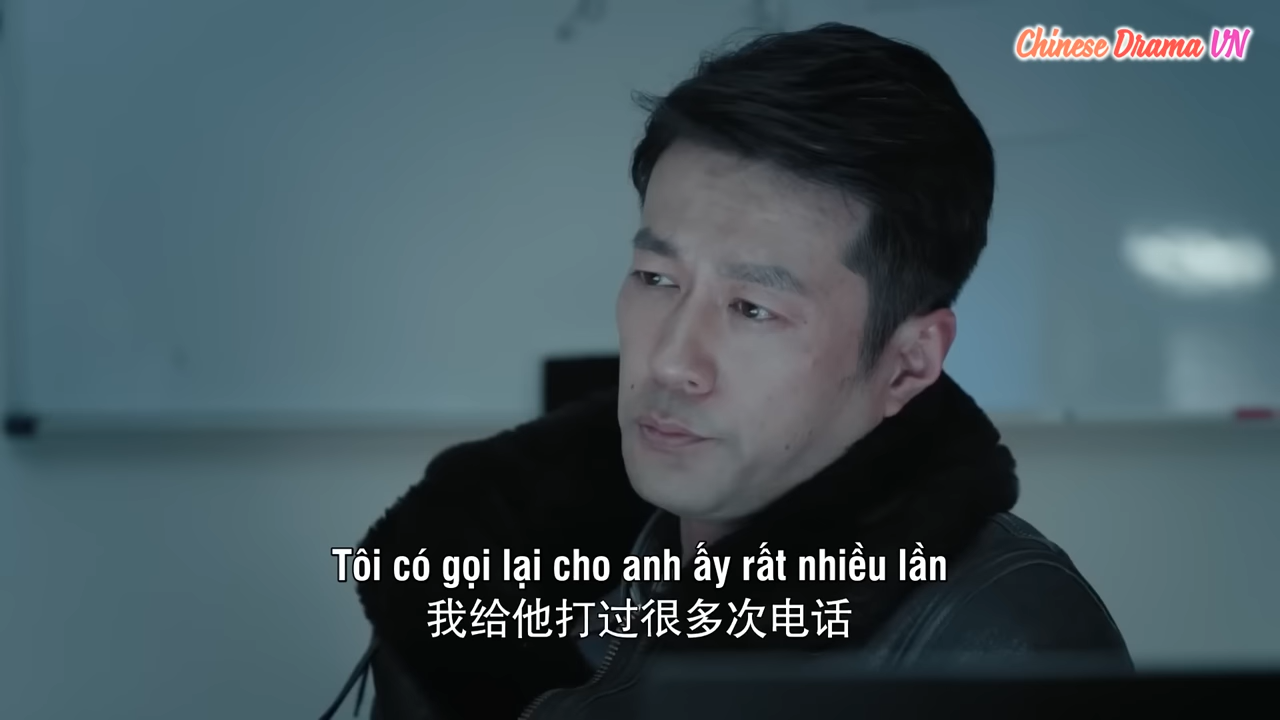 Chinese Drama VN
Tôi có gọi lại cho anh ấy rất nhiều lần
我给他打过很多次电话